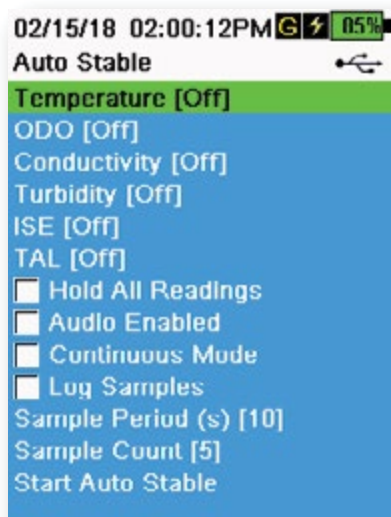 02/15/18 02:00:12PM G 85%
Auto Stable
Temperature [Off]
ODO [Off]
Conductivity [Off]
Turbidity [Off]
ISE [Off]
TAL [Off]
Hold All Readings
Audio Enabled
Continuous Mode
Log Samples
Sample Period (s) [10]
Sample Count [5]
Start Auto Stable